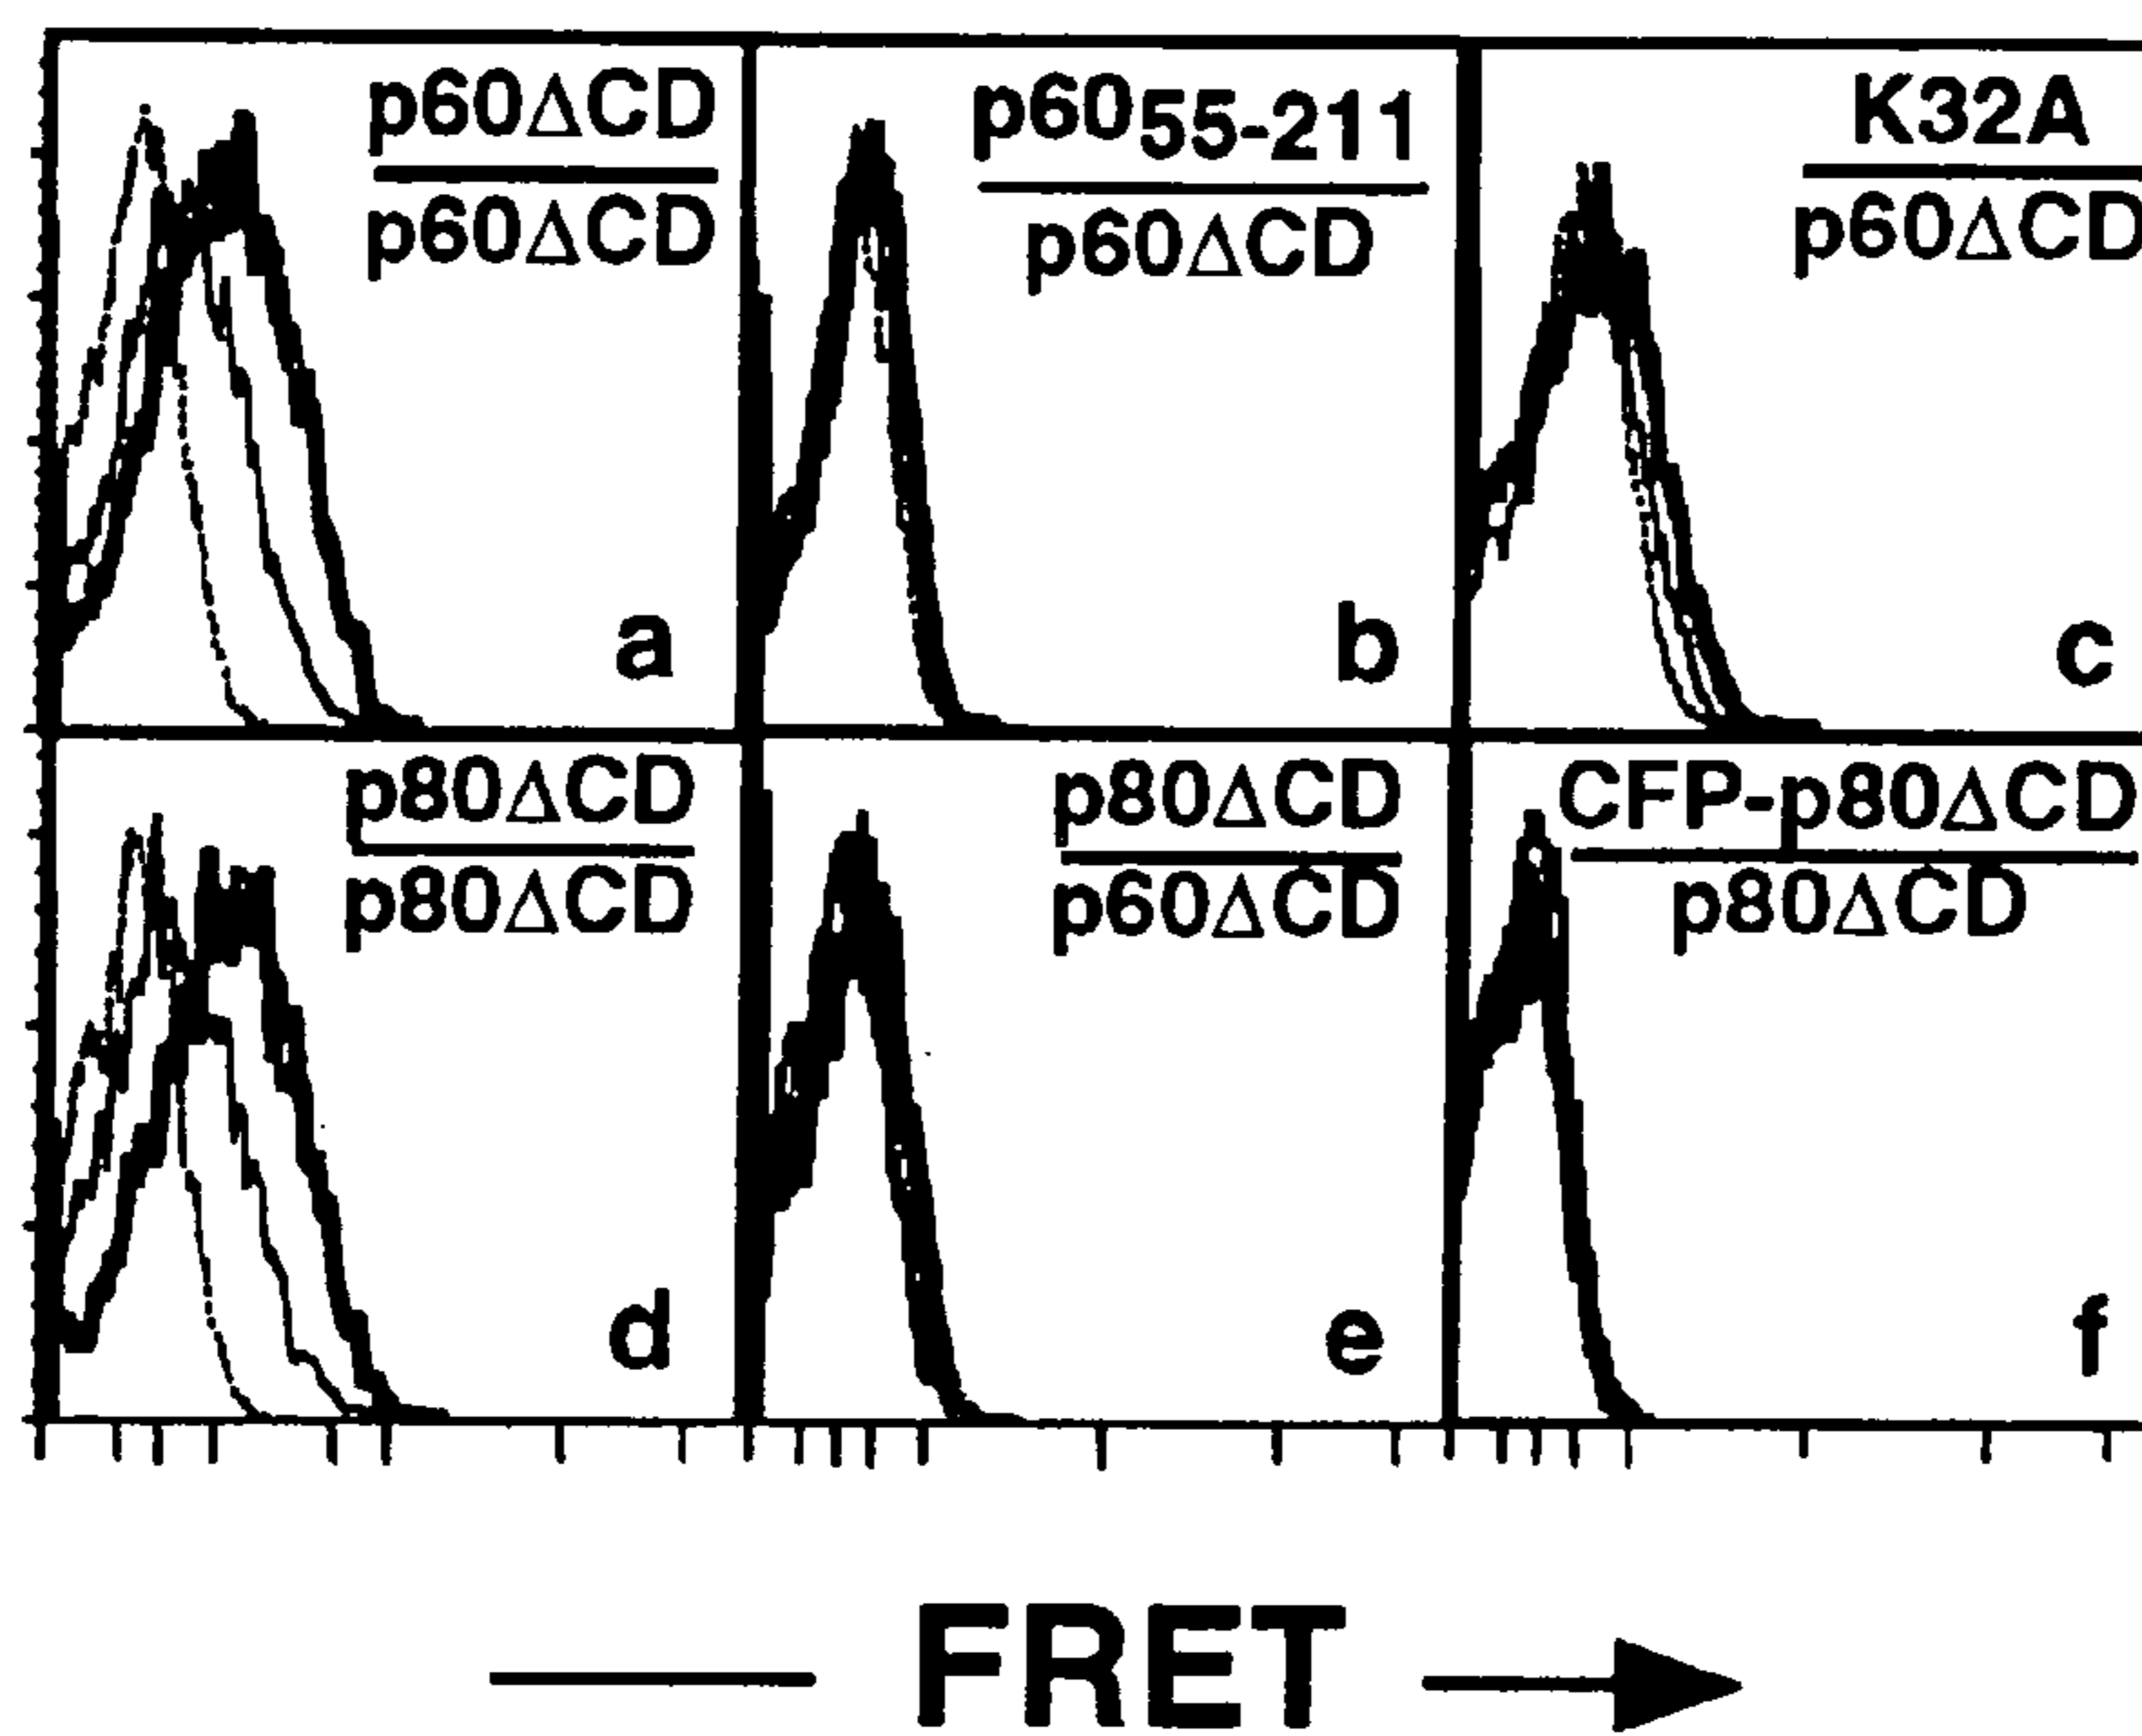 p60ΔCD
p60ΔCD
a
p60₅₅₋₂₁₁
p60ΔCD
b
K32A
p60ΔCD
c
p80ΔCD
p80ΔCD
d
p80ΔCD
p60ΔCD
e
CFP-p80ΔCD
p80ΔCD
f
FRET